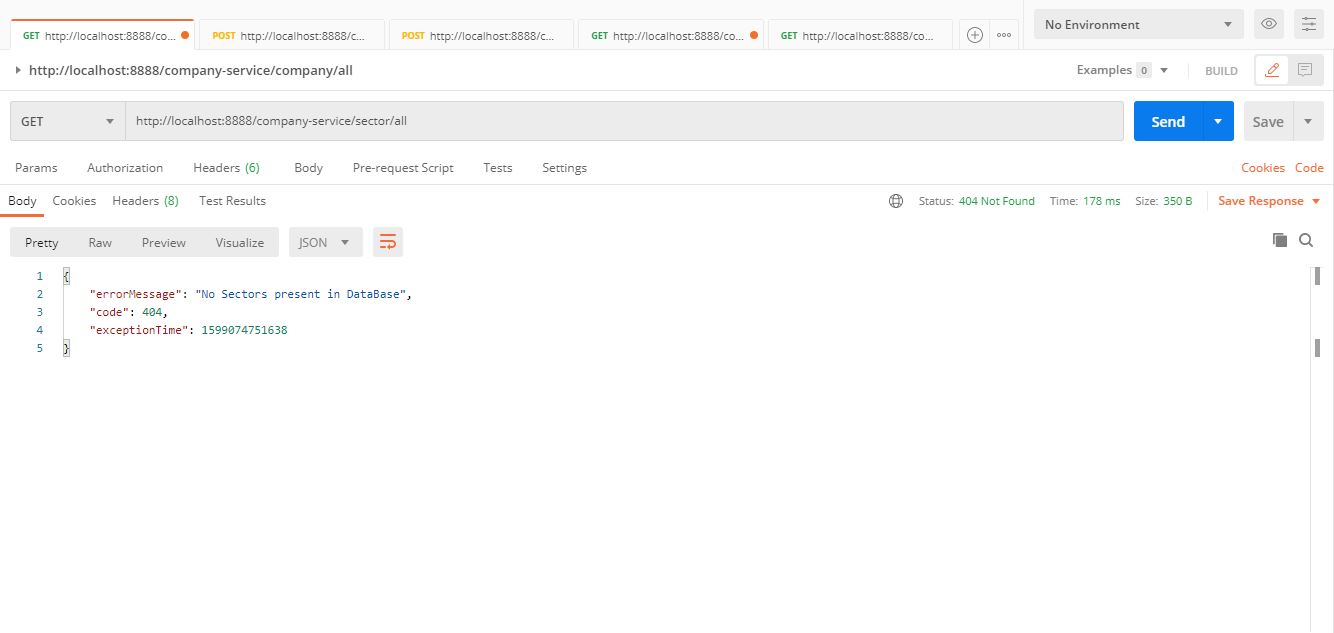 GET http://localhost:8888/co... POST http://localhost:8888/c... POST http://localhost:8888/c... GET http://localhost:8888/co... GET http://localhost:8888/co... No Environment
http://localhost:8888/company-service/company/all Examples 0 BUILD
GET http://localhost:8888/company-service/sector/all Send Save
Params Authorization Headers (6) Body Pre-request Script Tests Settings Cookies Code
Body Cookies Headers (8) Test Results Status: 404 Not Found Time: 178 ms Size: 350 B Save Response
Pretty Raw Preview Visualize JSON
1 {
2 "errorMessage": "No Sectors present in DataBase",
3 "code": 404,
4 "exceptionTime": 1599074751638
5 }